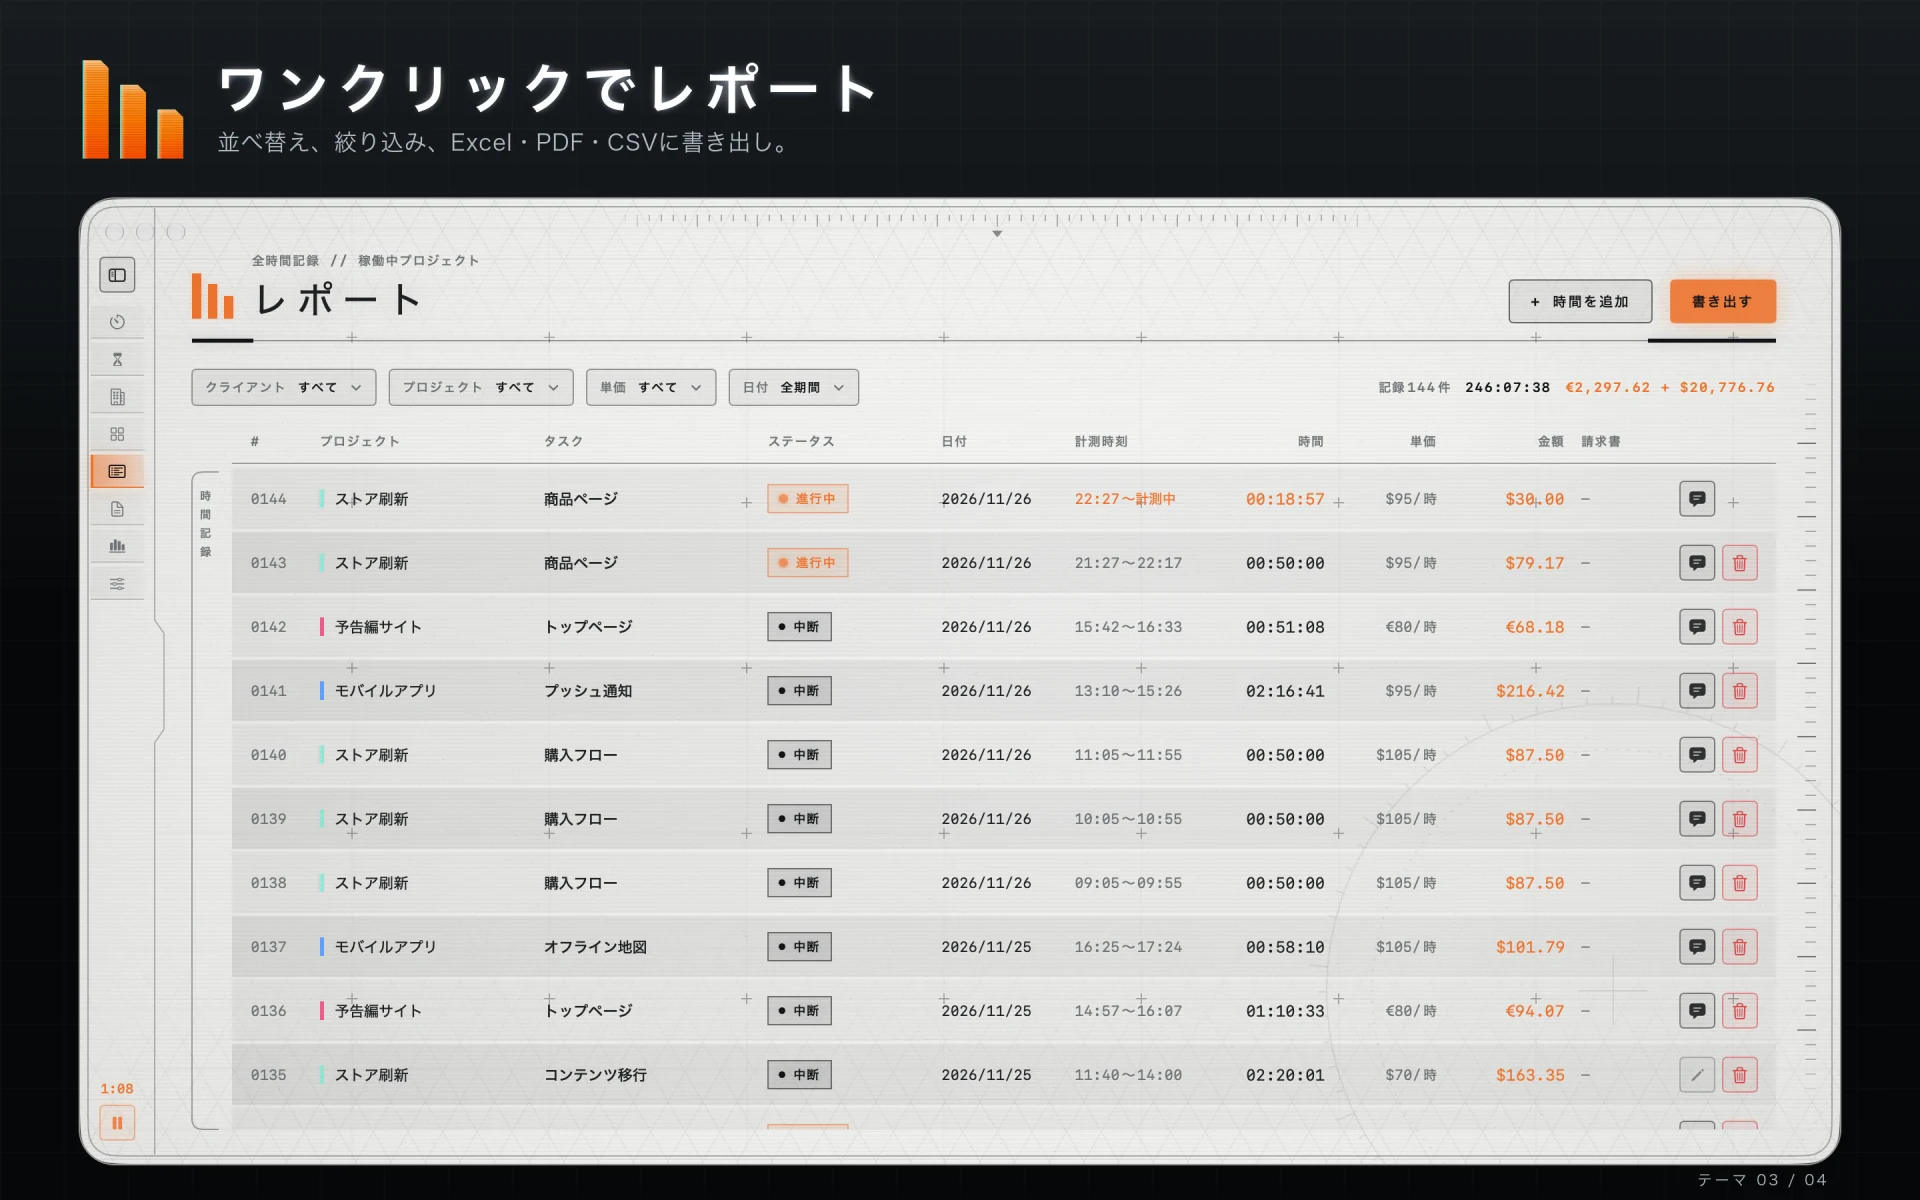 ワンクリックでレポート
並べ替え、絞り込み、Excel・PDF・CSVに書き出し。
全時間記録 // 稼働中プロジェクト
レポート
+ 時間を追加
書き出す
クライアント すべて
プロジェクト すべて
単価 すべて
日付 全期間
記録144件 246:07:38 €2,297.62 + $20,776.76
# プロジェクト タスク ステータス 日付 計測時刻 時間 単価 金額 請求書
時間記録
0144 ストア刷新 商品ページ 進行中 2026/11/26 22:27～計測中 00:18:57 $95/時 $30.00 –
0143 ストア刷新 商品ページ 進行中 2026/11/26 21:27～22:17 00:50:00 $95/時 $79.17 –
0142 予告編サイト トップページ 中断 2026/11/26 15:42～16:33 00:51:08 €80/時 €68.18 –
0141 モバイルアプリ プッシュ通知 中断 2026/11/26 13:10～15:26 02:16:41 $95/時 $216.42 –
0140 ストア刷新 購入フロー 中断 2026/11/26 11:05～11:55 00:50:00 $105/時 $87.50 –
0139 ストア刷新 購入フロー 中断 2026/11/26 10:05～10:55 00:50:00 $105/時 $87.50 –
0138 ストア刷新 購入フロー 中断 2026/11/26 09:05～09:55 00:50:00 $105/時 $87.50 –
0137 モバイルアプリ オフライン地図 中断 2026/11/25 16:25～17:24 00:58:10 $105/時 $101.79 –
0136 予告編サイト トップページ 中断 2026/11/25 14:57～16:07 01:10:33 €80/時 €94.07 –
0135 ストア刷新 コンテンツ移行 中断 2026/11/25 11:40～14:00 02:20:01 $70/時 $163.35 –
1:08
テーマ 03 / 04